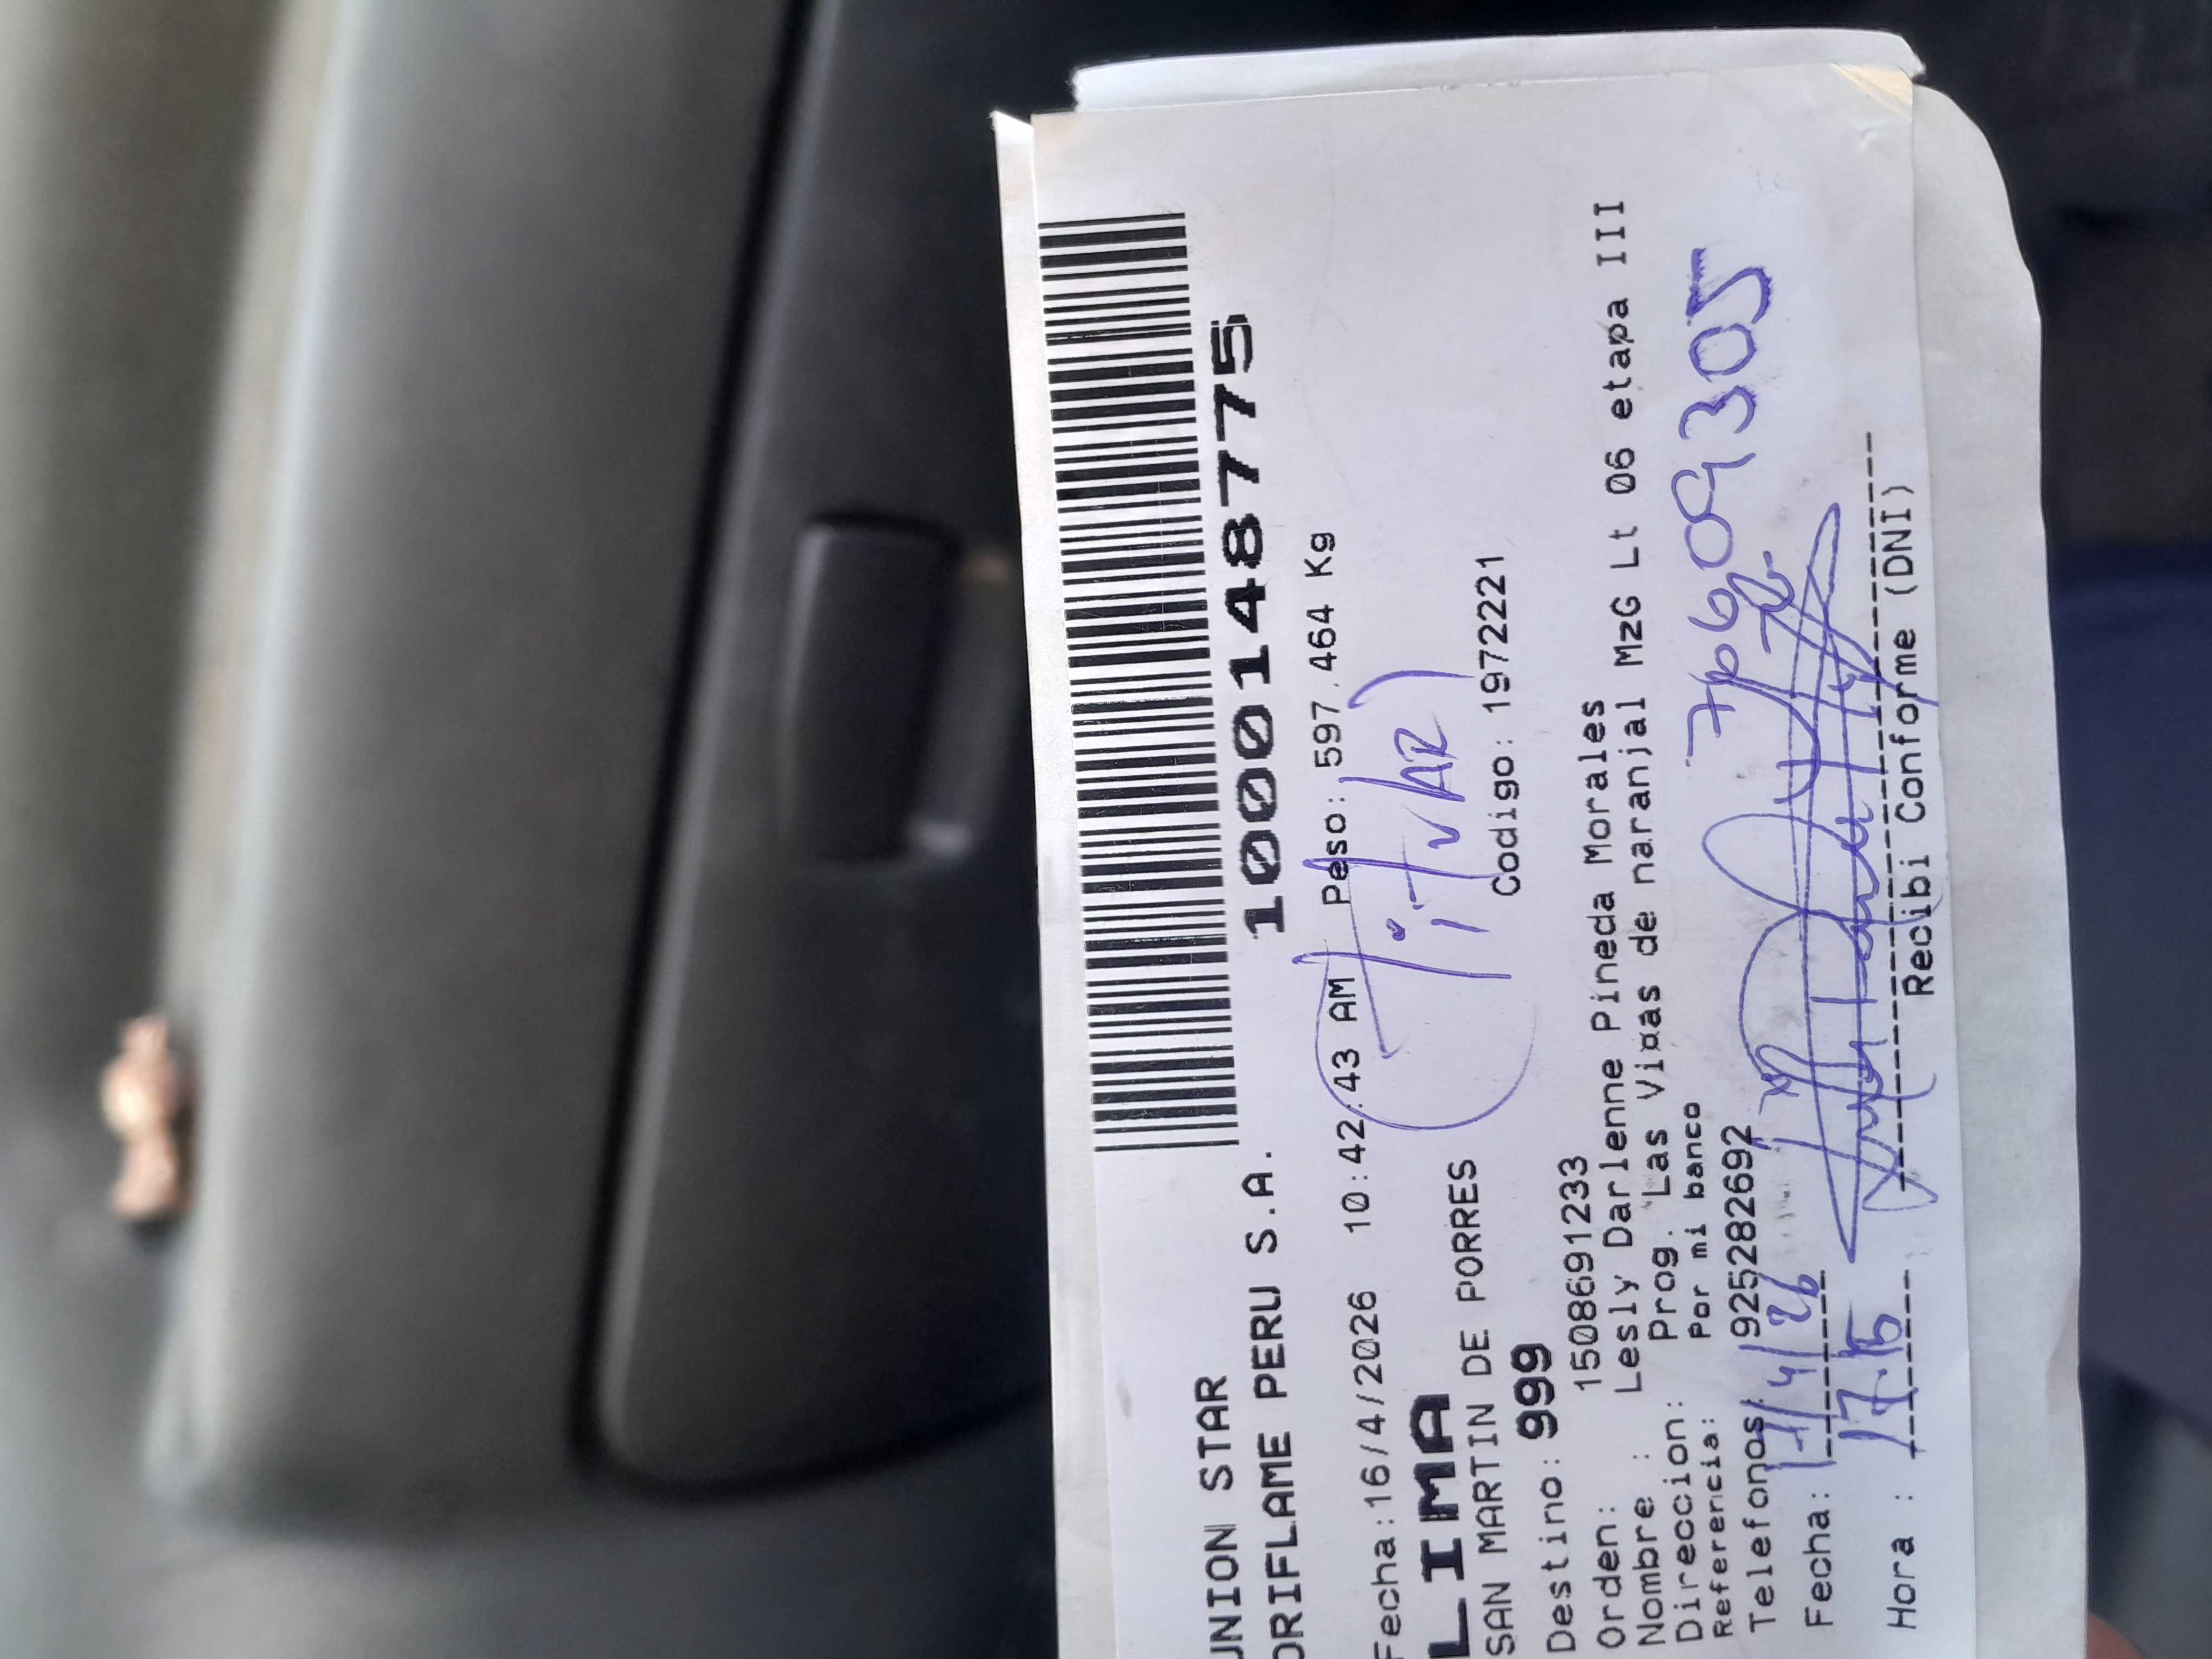 UNION STAR
ORIFLAME PERU S.A.
1000148775
Fecha:16/4/2026 10:42:43 AM Peso: 597.464 Kg
LIMA
(TitulAR)
SAN MARTIN DE PORRES
Codigo: 1972221
Destino: 999
Orden: 1508691233
Nombre : Lesly Darlenne Pineda Morales
Direccion: Prog. Las Viñas de naranjal MzG Lt 06 etapa III
Referencia: Por mi banco
Telefonos: 925282692
76609305
Fecha: 17/4/26
Hora : 17:15
Recibi Conforme (DNI)